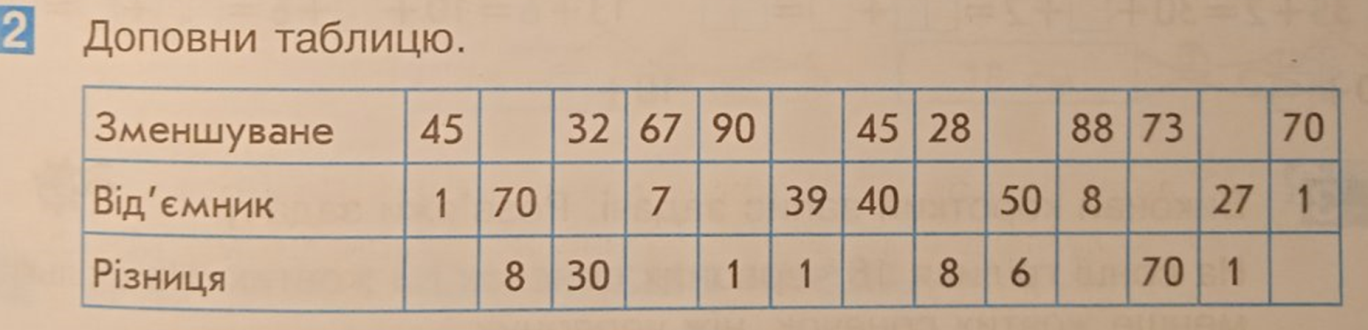 2 Доповни таблицю.
Зменшуване 45 32 67 90 45 28 88 73 70
Від'ємник 1 70 7 39 40 50 8 27 1
Різниця 8 30 1 1 8 6 70 1